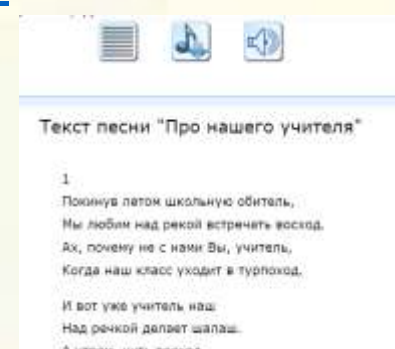 Текст песни "Про нашего учителя"
1
Покинув летом школьную обитель,
Мы любим над рекой встречать восход.
Ах, почему не с нами Вы, учитель,
Когда наш класс уходит в турпоход.
И вот уже учитель наш
Над речкой делает шалаш.